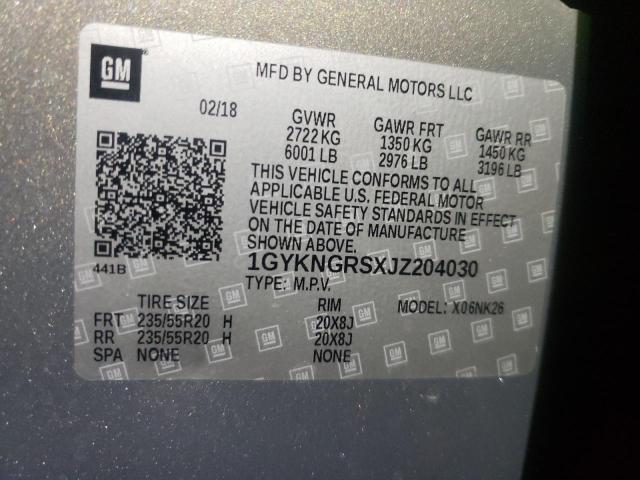 GM
MFD BY GENERAL MOTORS LLC
02/18
GVWR GAWR FRT GAWR RR
2722 KG 1350 KG 1450 KG
6001 LB 2976 LB 3196 LB
THIS VEHICLE CONFORMS TO ALL
APPLICABLE U.S. FEDERAL MOTOR
VEHICLE SAFETY STANDARDS IN EFFECT
ON THE DATE OF MANUFACTURE
SHOWN ABOVE.
441B
1GYKNGRSXJZ204030
TYPE: M.P.V.
TIRE SIZE RIM MODEL: X06NK26
FRT 235/55R20 H 20X8J
RR 235/55R20 H 20X8J
SPA NONE NONE